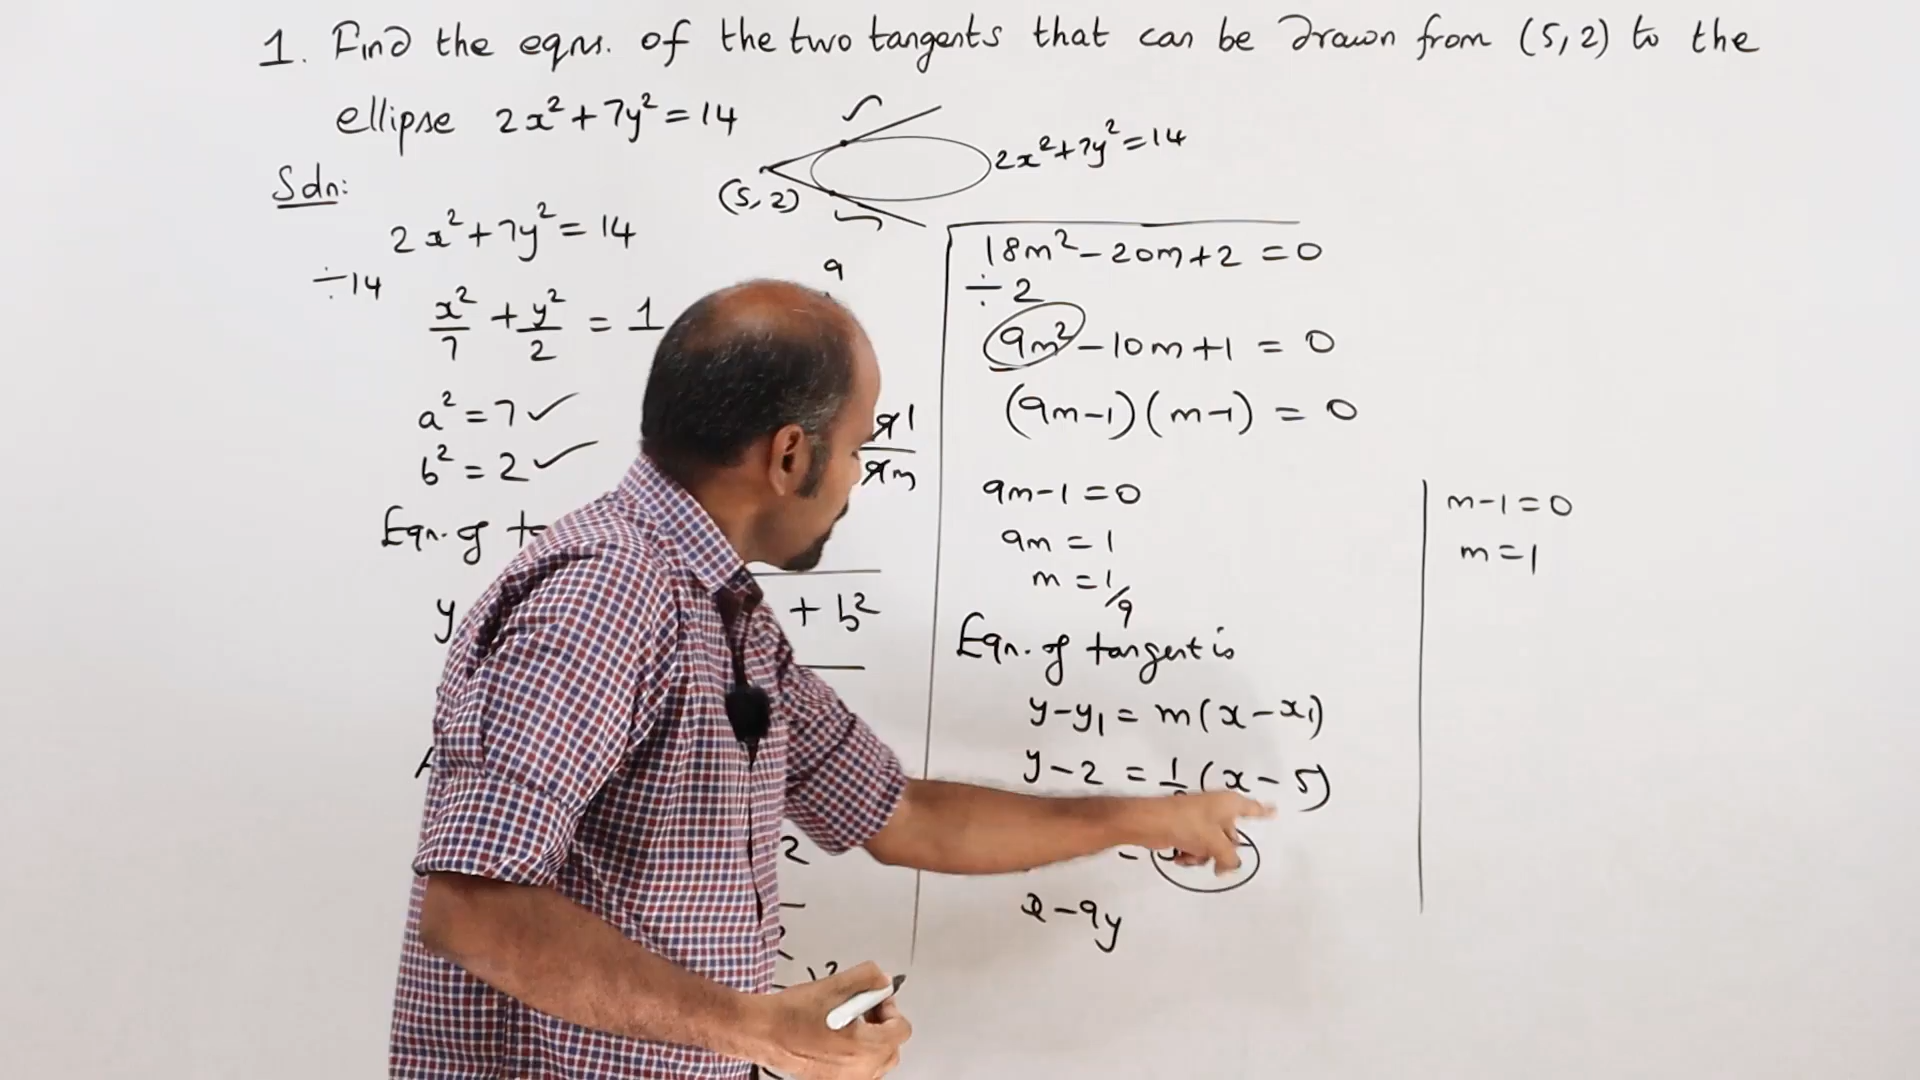 1. Find the eqns. of the two tangents that can be drawn from (5,2) to the
ellipse 2x²+7y²=14
2x²+7y²=14
(5,2)
Soln:
2x²+7y²=14
÷14
x²/7 + y²/2 = 1
a²=7 ✓
b²=2 ✓
Eqn. of
y
+ b²
2
9
18m²-20m+2=0
÷2
9m²-10m+1=0
(9m-1)(m-1)=0
9m-1=0
9m=1
m=1/9
Eqn. of tangent is
y-y₁=m(x-x₁)
y-2=(x-5)
x-9y
m-1=0
m=1